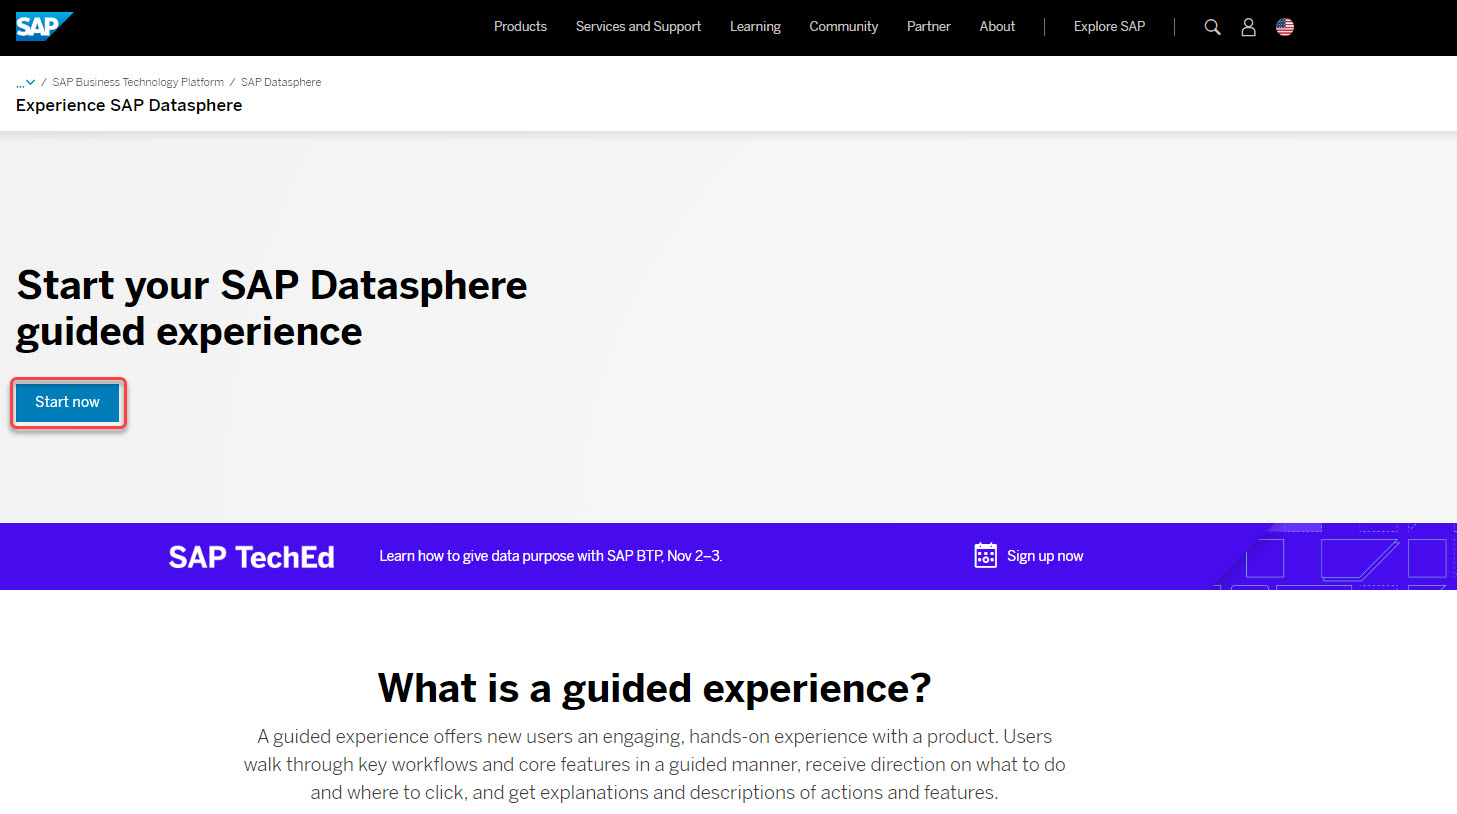 SAP
Products
Services and Support
Learning
Community
Partner
About
Explore SAP
... / SAP Business Technology Platform / SAP Datasphere
Experience SAP Datasphere
Start your SAP Datasphere
guided experience
Start now
SAP TechEd
Learn how to give data purpose with SAP BTP, Nov 2–3.
Sign up now
What is a guided experience?
A guided experience offers new users an engaging, hands-on experience with a product. Users
walk through key workflows and core features in a guided manner, receive direction on what to do
and where to click, and get explanations and descriptions of actions and features.